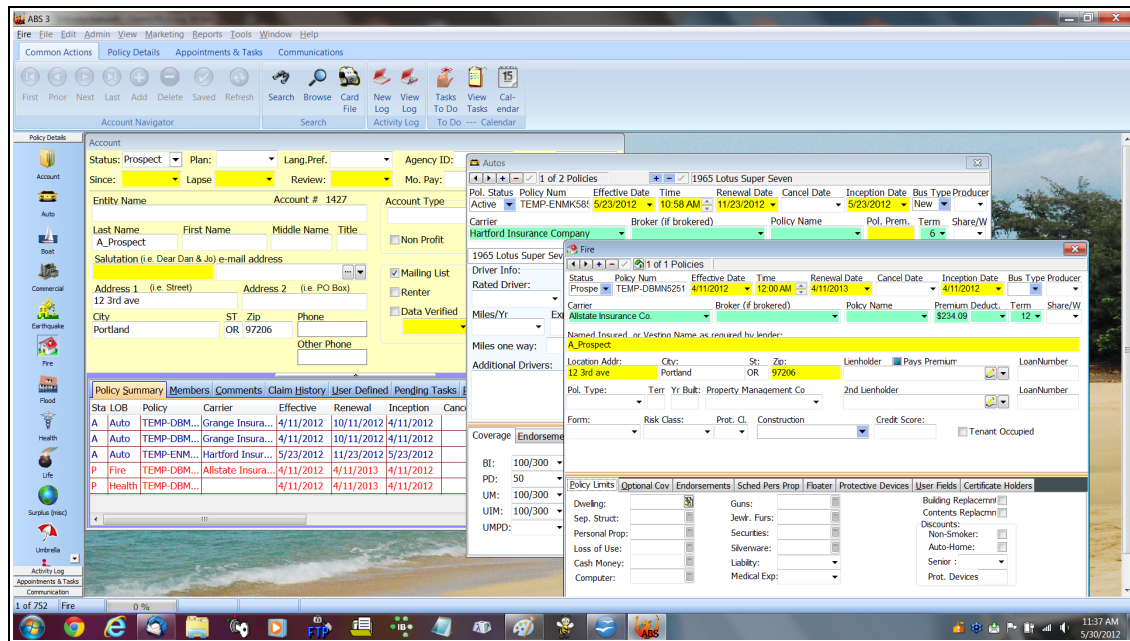 ABS 3
Fire File Edit Admin View Marketing Reports Tools Window Help
Common Actions Policy Details Appointments & Tasks Communications
First Prior Next Last Add Delete Saved Refresh Search Browse Card File New Log View Log Tasks To Do View Tasks Cal-endar
Account Navigator Search Activity Log To Do --- Calendar
Policy Details
Account
Auto
Boat
Commercial
Earthquake
Fire
Flood
Health
Life
Surplus (misc)
Umbrella
Activity Log
Appointments & Tasks
Communication
Account
Status: Prospect Plan: Lang.Pref. Agency ID:
Since: Lapse Review: Mo. Pay:
Entity Name Account # 1427 Account Type
Last Name First Name Middle Name Title
A_Prospect Non Profit
Salutation (i.e. Dear Dan & Jo) e-mail address
Mailing List
Address 1 (i.e. Street) Address 2 (i.e. PO Box) Renter
12 3rd ave
City ST Zip Phone Data Verified
Portland OR 97206
Other Phone
Policy Summary Members Comments Claim History User Defined Pending Tasks
Sta LOB Policy Carrier Effective Renewal Inception Canc
A Auto TEMP-DBM... Grange Insura... 4/11/2012 10/11/2012 4/11/2012
A Auto TEMP-DBM... Grange Insura... 4/11/2012 10/11/2012 4/11/2012
A Auto TEMP-ENM... Hartford Insur... 5/23/2012 11/23/2012 5/23/2012
P Fire TEMP-DBM... Allstate Insura... 4/11/2012 4/11/2013 4/11/2012
P Health TEMP-DBM... 4/11/2012 4/11/2013 4/11/2012
Autos
1 of 2 Policies 1965 Lotus Super Seven
Pol. Status Policy Num Effective Date Time Renewal Date Cancel Date Inception Date Bus Type Producer
Active TEMP-ENMK585 5/23/2012 10:58 AM 11/23/2012 5/23/2012 New
Carrier Broker (if brokered) Policy Name Pol. Prem. Term Share/W
Hartford Insurance Company 6
1965 Lotus Super Sev
Driver Info:
Rated Driver:
Miles/Yr
Miles one way:
Additional Drivers:
Coverage Endorseme
BI: 100/300
PD: 50
UM: 100/300
UIM: 100/300
UMPD:
Fire
1 of 1 Policies
Status Policy Num Effective Date Time Renewal Date Cancel Date Inception Date Bus Type Producer
Prospe TEMP-DBMN5251 4/11/2012 12:00 AM 4/11/2013 4/11/2012
Carrier Broker (if brokered) Policy Name Premium Deduct. Term Share/W
Allstate Insurance Co. $234.09 12
Named Insured, or Vesting Name as required by lender:
A_Prospect
Location Addr: City: St: Zip: Lienholder Pays Premium LoanNumber
12 3rd ave Portland OR 97206
Pol. Type: Terr Yr Built: Property Management Co 2nd Lienholder LoanNumber
Form: Risk Class: Prot. Cl. Construction Credit Score:
Tenant Occupied
Policy Limits Optional Cov Endorsements Sched Pers Prop Floater Protective Devices User Fields Certificate Holders
Dwelling: Guns: Building Replacemnt
Sep. Struct: Jewlr. Furs: Contents Replacmn
Personal Prop: Securities: Discounts:
Non-Smoker:
Loss of Use: Silverware: Auto-Home:
Cash Money: Liability: Senior :
Computer: Medical Exp: Prot. Devices
1 of 752 Fire 0 %
FTP IB ABS 11:37 AM
5/30/2012